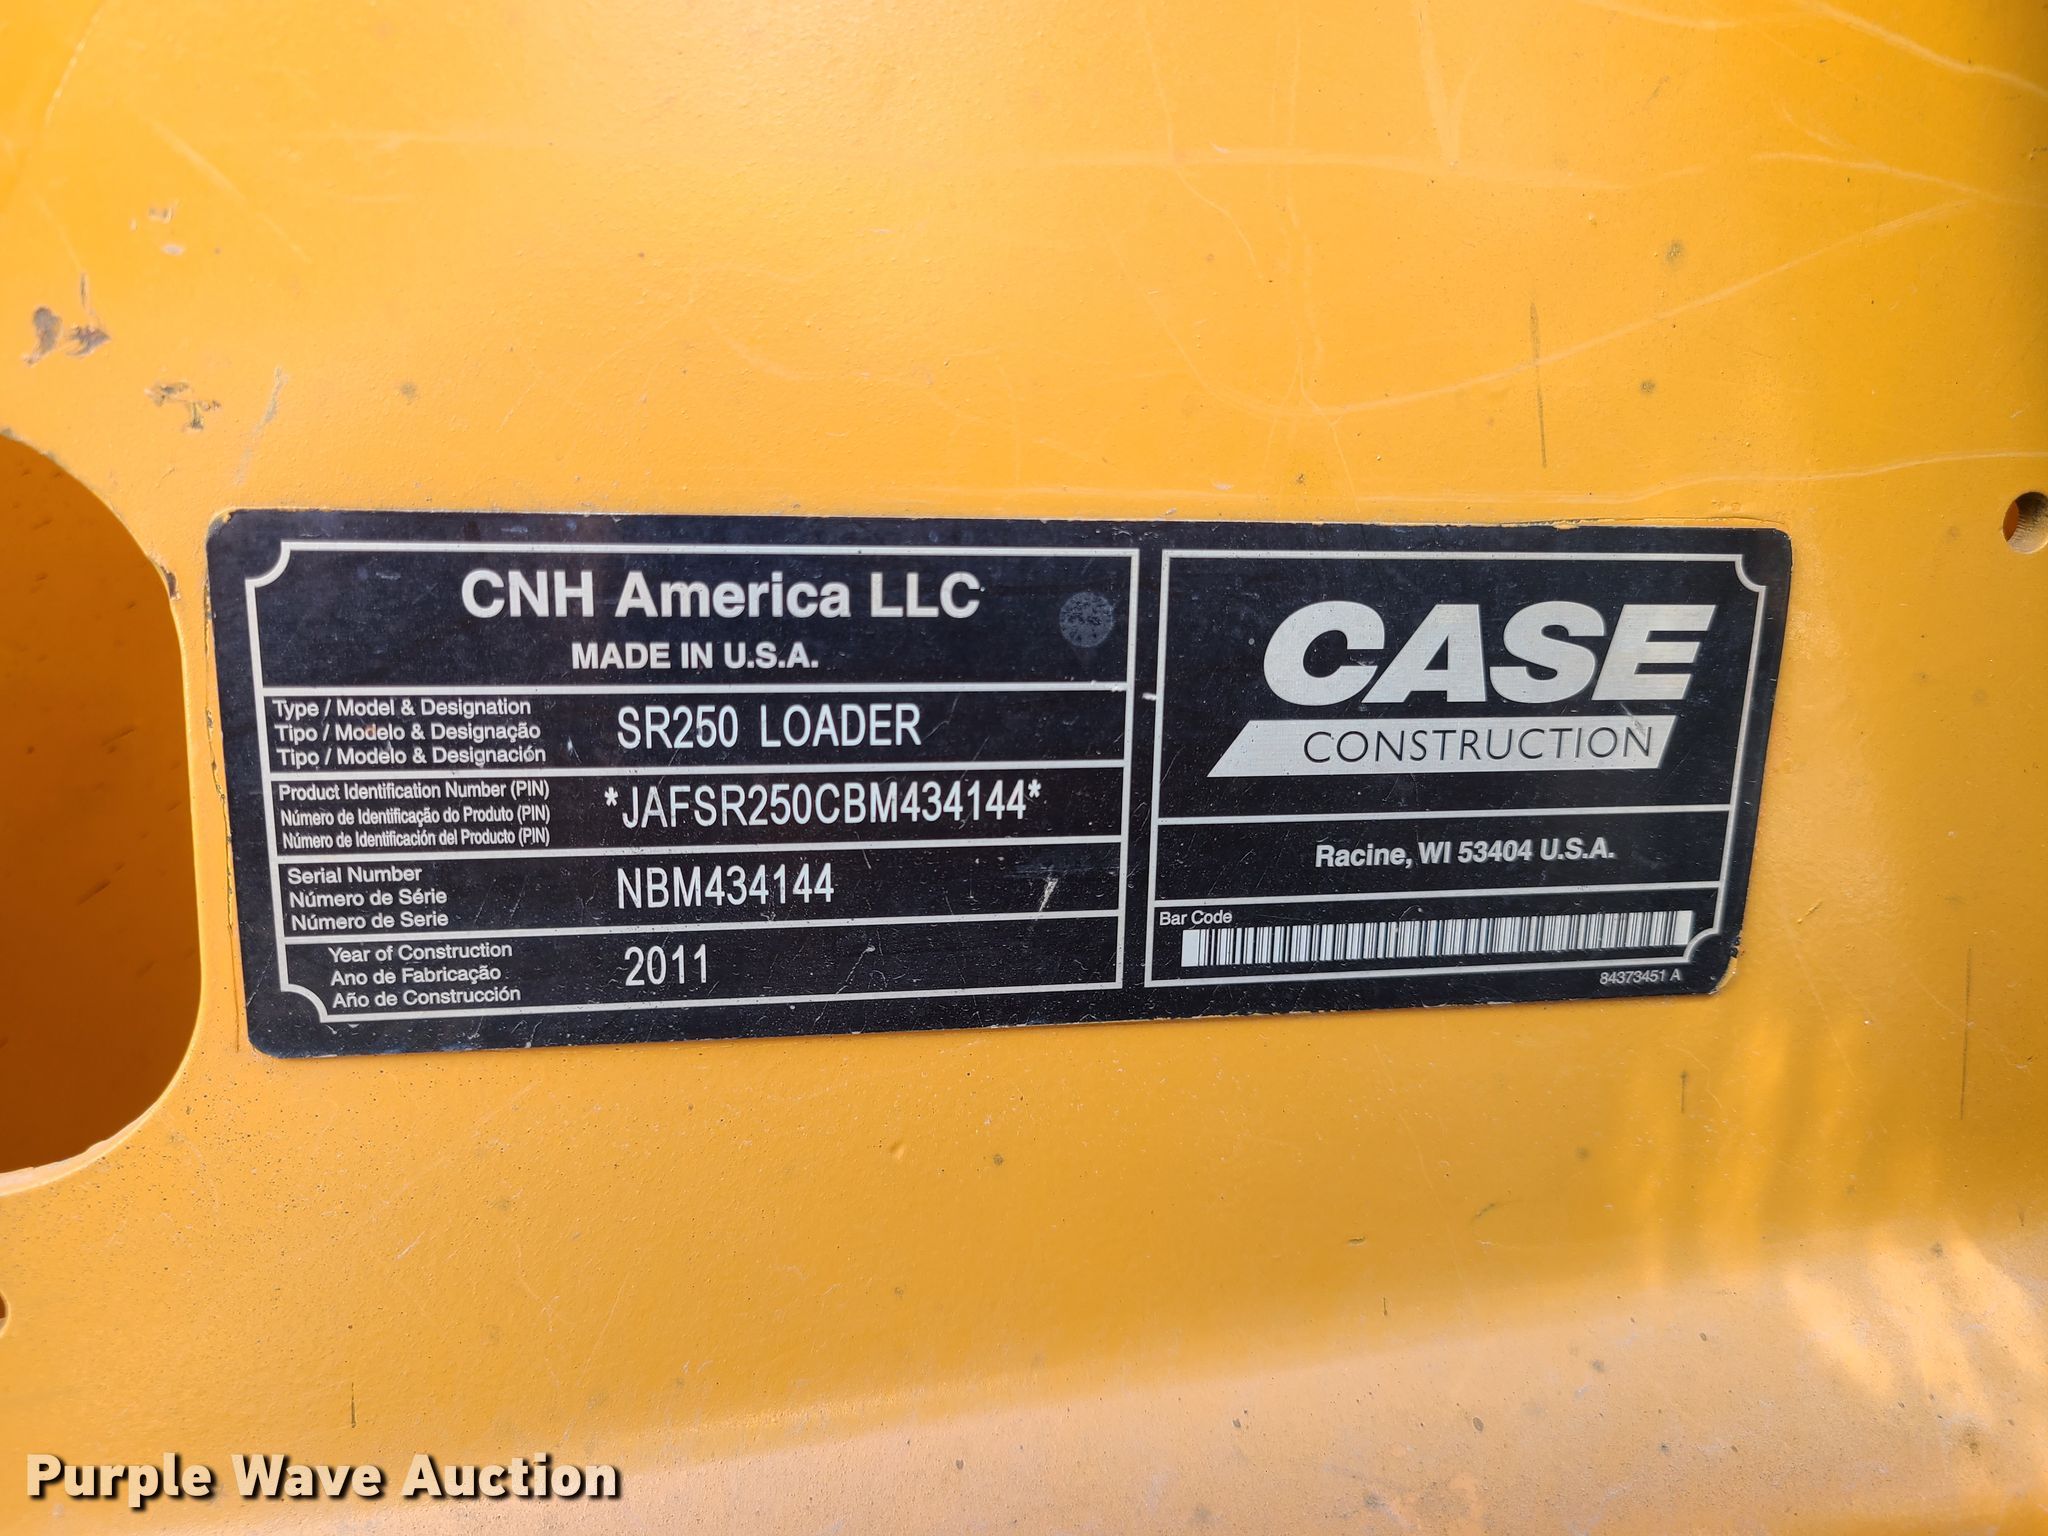 CNH America LLC
MADE IN U.S.A.
Type / Model & Designation
Tipo / Modelo & Designação
Tipo / Modelo & Designación
SR250 LOADER
Product Identification Number (PIN)
Número de Identificação do Produto (PIN)
Número de Identificación del Producto (PIN)
*JAFSR250CBM434144*
Serial Number
Número de Série
Número de Serie
NBM434144
Year of Construction
Ano de Fabricação
Año de Construcción
2011
CASE
CONSTRUCTION
Racine, WI 53404 U.S.A.
Bar Code
84373451 A
Purple Wave Auction